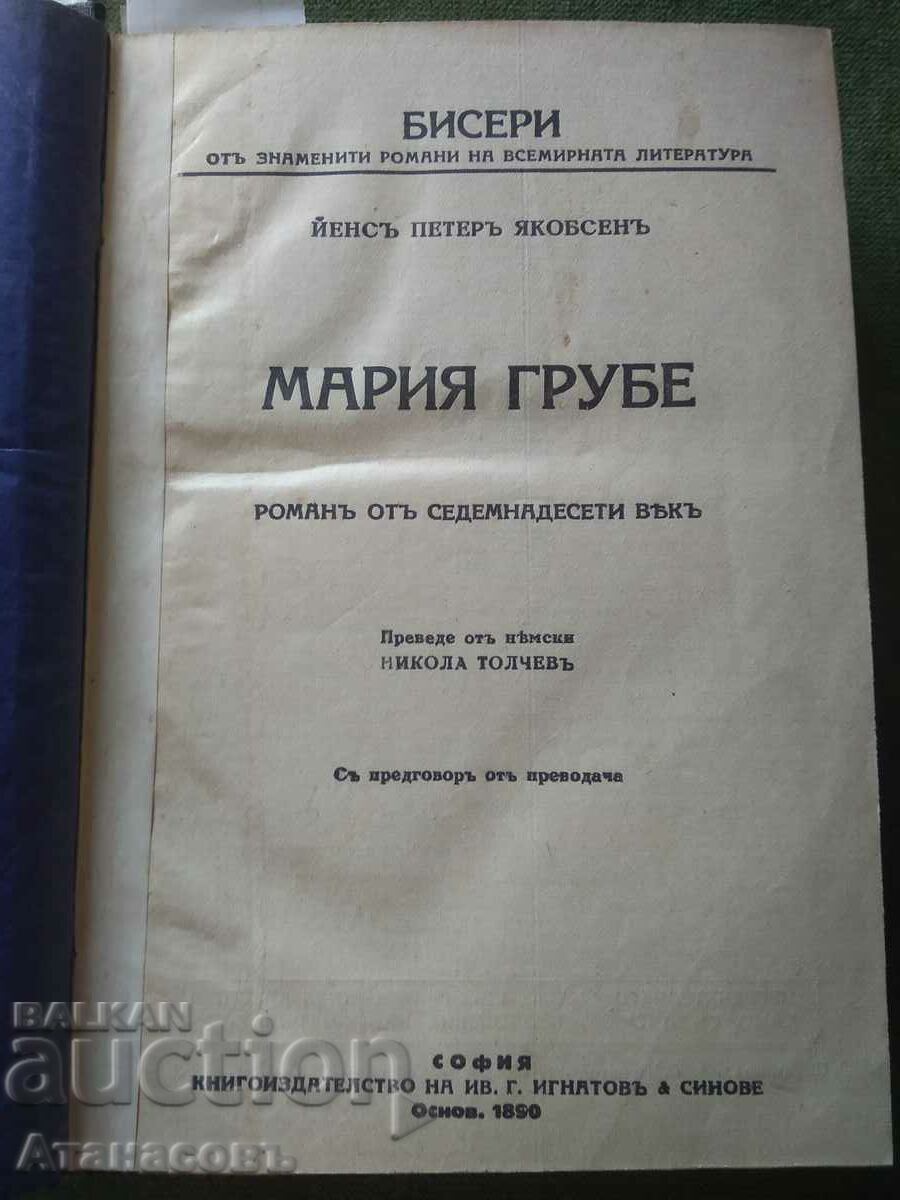 БИСЕРИ
ОТЪ ЗНАМЕНИТИ РОМАНИ НА ВСЕМИРНАТА ЛИТЕРАТУРА
ЙЕНСЪ ПЕТЕРЪ ЯКОБСЕНЪ
МАРИЯ ГРУБЕ
РОМАНЪ ОТЪ СЕДЕМНАДЕСЕТИ ВѢКЪ
Преведе отъ нѣмски
НИКОЛА ТОЛЧЕВЪ
Съ предговоръ отъ преводача
СОФИЯ
КНИГОИЗДАТЕЛСТВО НА ИВ. Г. ИГНАТОВЪ & СИНОВЕ
Основ. 1890
BALKAN
auction
Атанасовъ